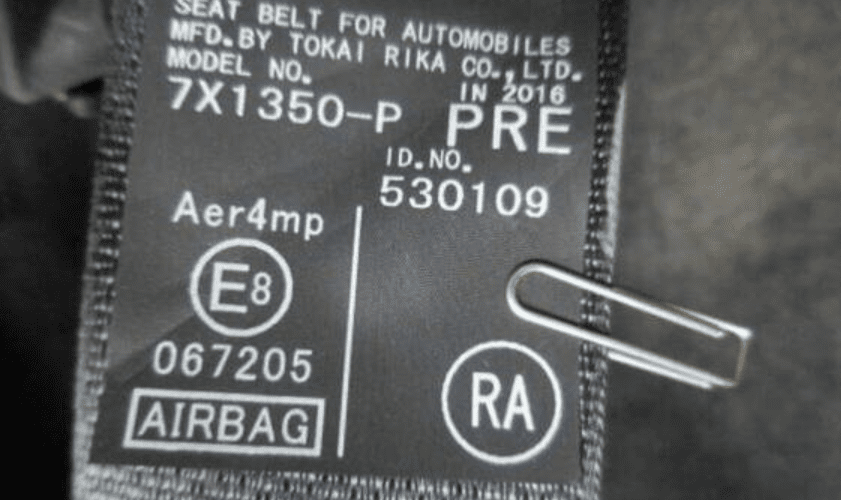 SEAT BELT FOR AUTOMOBILES
MFD.BY TOKAI RIKA CO.,LTD.
MODEL NO.
IN 2016
7X1350-P PRE
ID.NO.
530109
Aer4mp
E8
067205
AIRBAG
RA